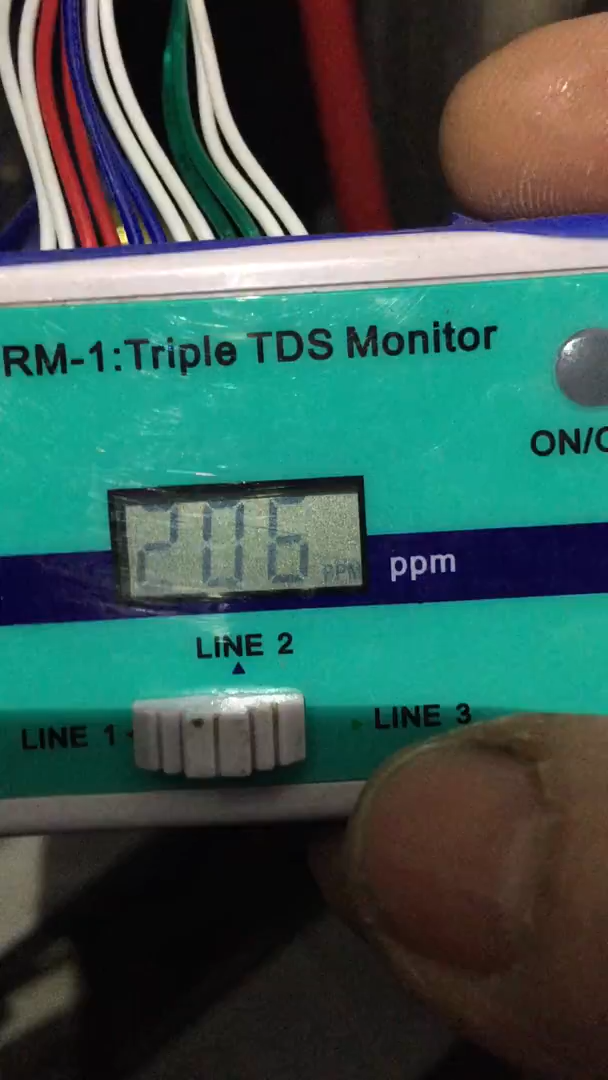 RM-1:Triple TDS Monitor
ON/O
206 PPM
ppm
LINE 2
LINE 1
LINE 3